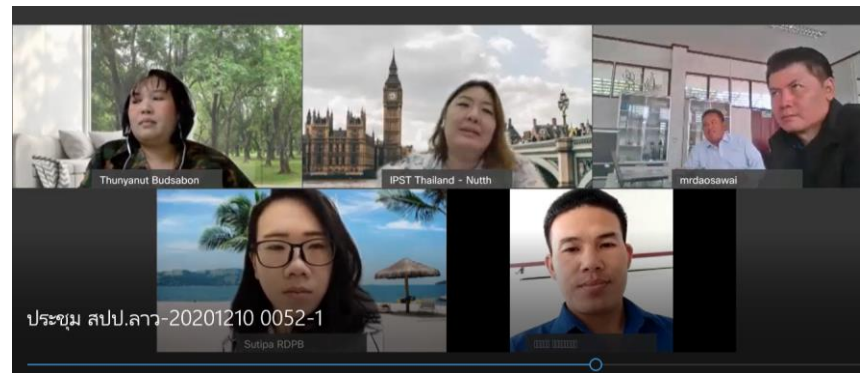 Thunyanut Budsabon
IPST Thailand - Nutth
mrdaosawai
ประชุม สปป.ลาว-20201210 0052-1
Sutipa RDPB